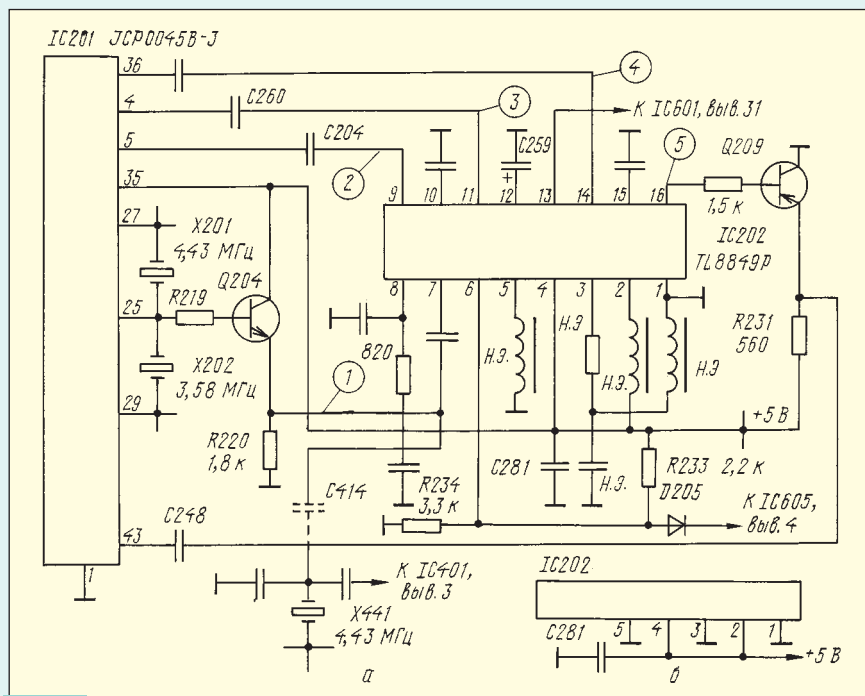 IC201 JCP0045B-J
36
4
5
35
27
25
29
43
1
C260
C204
C259
+
4
3
2
5
К IC601, выв. 31
Q209
1,5 к
9
10
11
12
13
14
15
16
IC202
TL8849P
8
7
6
5
4
3
2
1
X201
4,43 МГц
Q204
R219
X202
3,58 МГц
R220
1,8 к
820
1
Н.Э.
Н.Э
Н.Э.
Н.Э
R231
560
+5 В
C414
R234
3,3 к
C281
Н.Э.
R233
2,2 к
D205
C248
К IC605,
выв. 4
К IC401,
выв. 3
X441
4,43 МГц
а
IC202
C281
5
4
3
2
1
+5 В
б